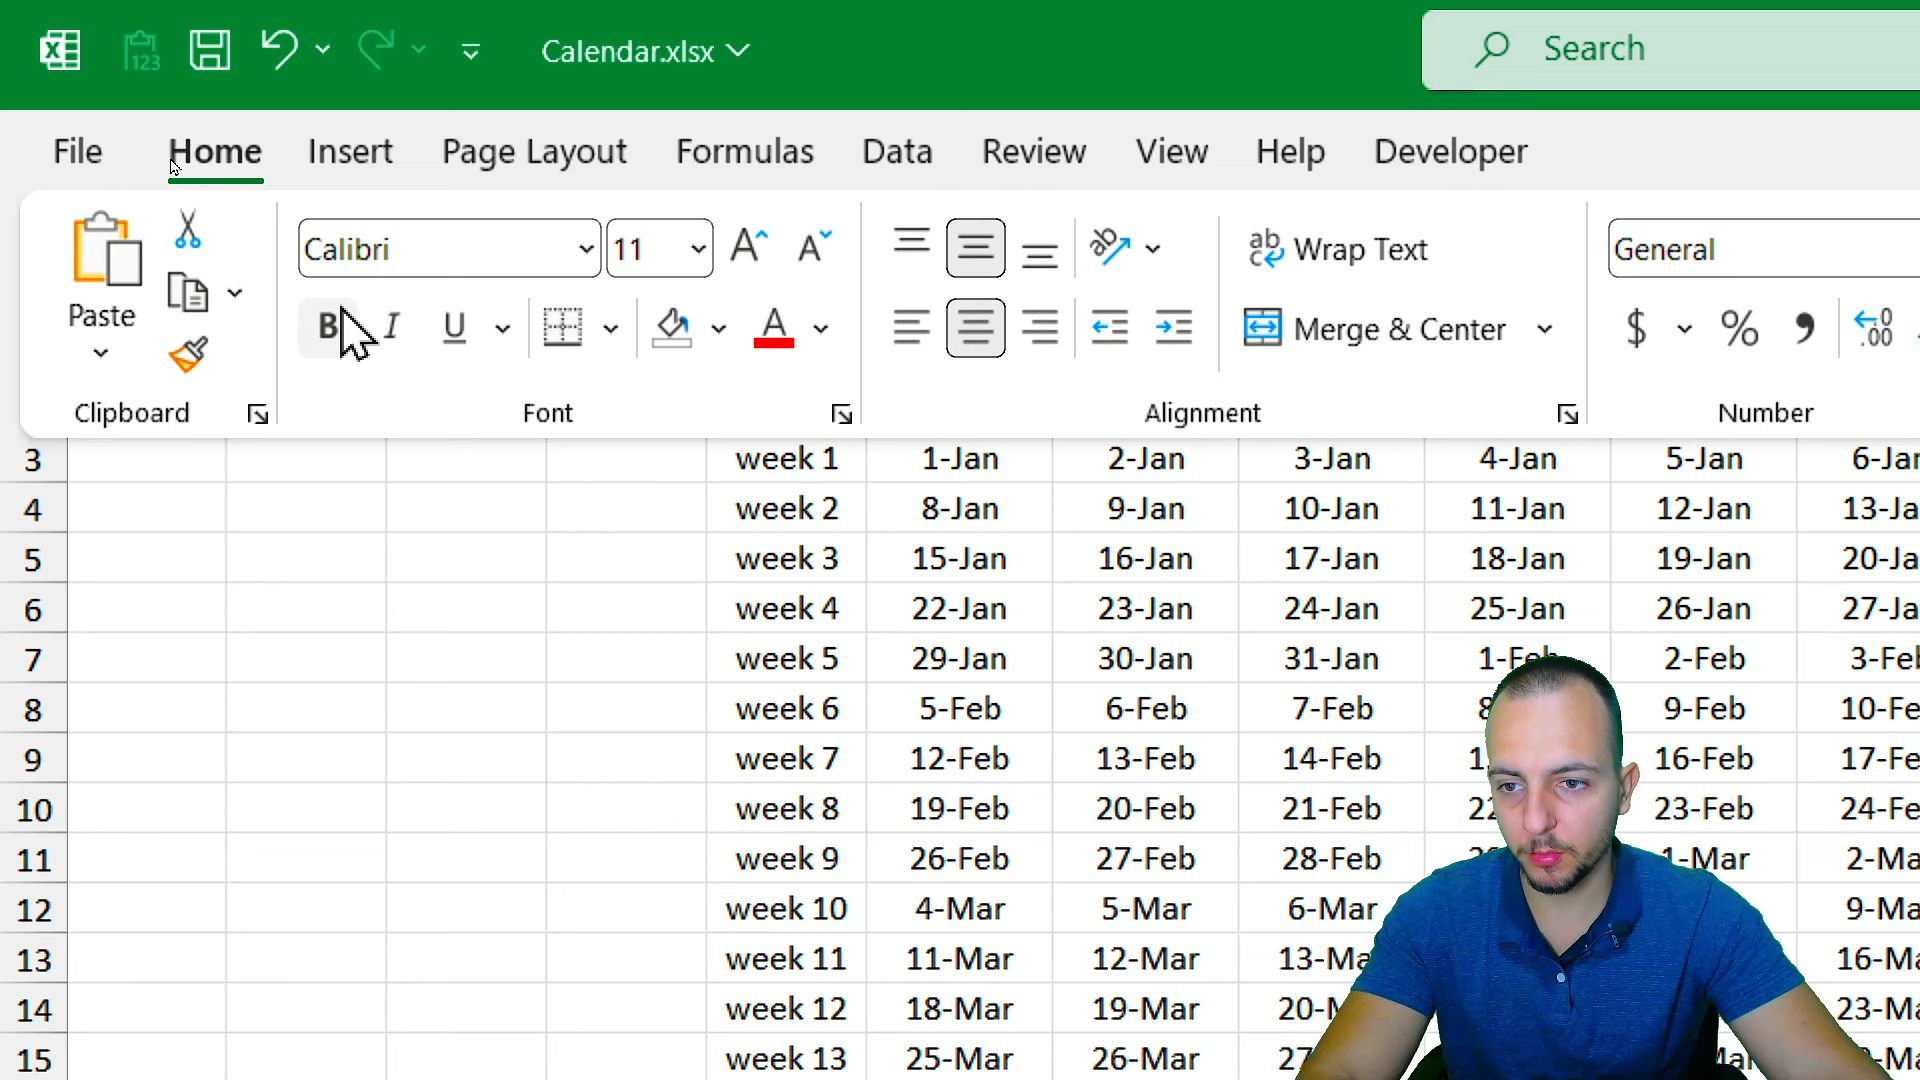 Calendar.xlsx
Search
File Home Insert Page Layout Formulas Data Review View Help Developer
Calibri 11 Wrap Text General
Paste B I U Merge & Center $ %
Clipboard Font Alignment Number
3 week 1 1-Jan 2-Jan 3-Jan 4-Jan 5-Jan 6-Jan
4 week 2 8-Jan 9-Jan 10-Jan 11-Jan 12-Jan 13-Ja
5 week 3 15-Jan 16-Jan 17-Jan 18-Jan 19-Jan 20-Ja
6 week 4 22-Jan 23-Jan 24-Jan 25-Jan 26-Jan 27-Ja
7 week 5 29-Jan 30-Jan 31-Jan 1-Feb 2-Feb 3-Feb
8 week 6 5-Feb 6-Feb 7-Feb 9-Feb 10-Fe
9 week 7 12-Feb 13-Feb 14-Feb 16-Feb 17-Fe
10 week 8 19-Feb 20-Feb 21-Feb 23-Feb 24-Fe
11 week 9 26-Feb 27-Feb 28-Feb 1-Mar 2-Ma
12 week 10 4-Mar 5-Mar 6-Mar 9-Ma
13 week 11 11-Mar 12-Mar 13-Ma 16-Ma
14 week 12 18-Mar 19-Mar 20-M 23-Ma
15 week 13 25-Mar 26-Mar 27